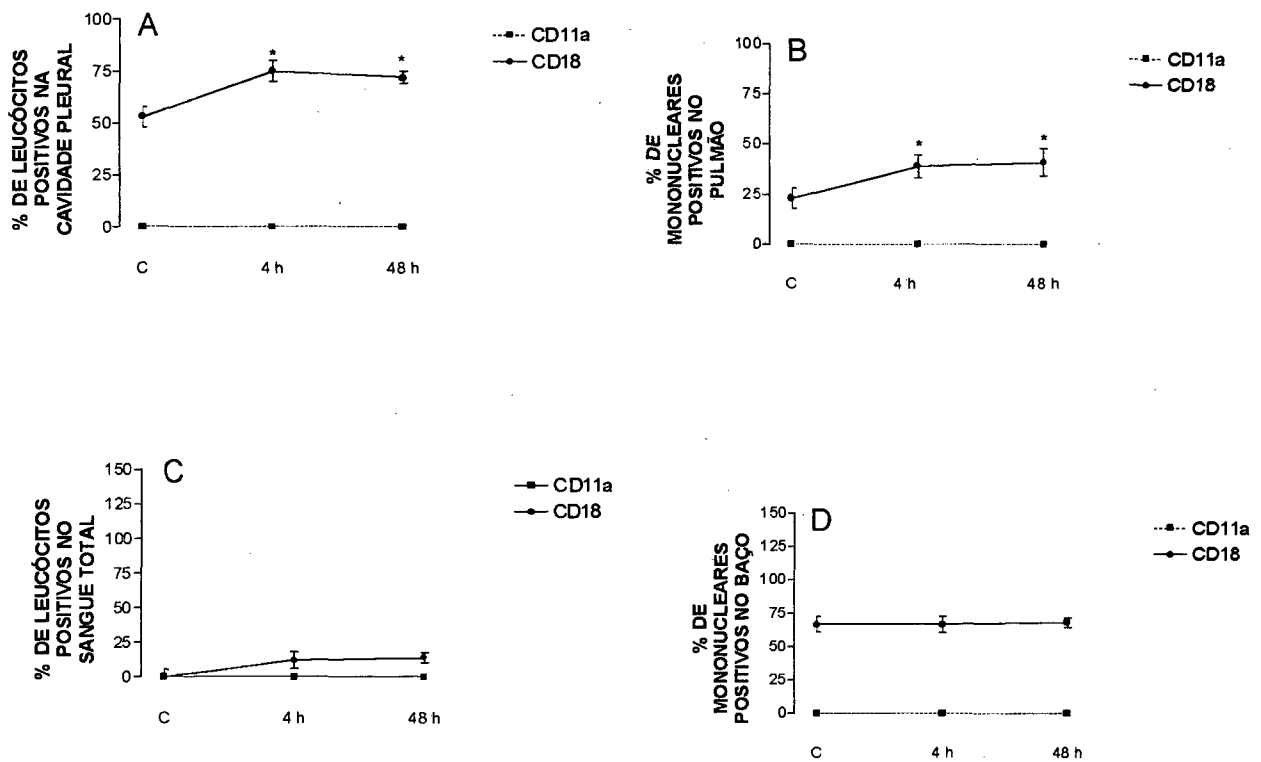 A
% DE LEUCÓCITOS
POSITIVOS NA
CAVIDADE PLEURAL
100
75
50
25
0
*
*
C
4 h
48 h
CD11a
CD18
B
% DE
MONONUCLEARES
POSITIVOS NO
PULMÃO
100
75
50
25
0
*
*
C
4 h
48 h
CD11a
CD18
C
% DE LEUCÓCITOS
POSITIVOS NO
SANGUE TOTAL
150
125
100
75
50
25
0
C
4 h
48 h
CD11a
CD18
D
% DE
MONONUCLEARES
POSITIVOS NO BAÇO
150
125
100
75
50
25
0
C
4 h
48 h
CD11a
CD18